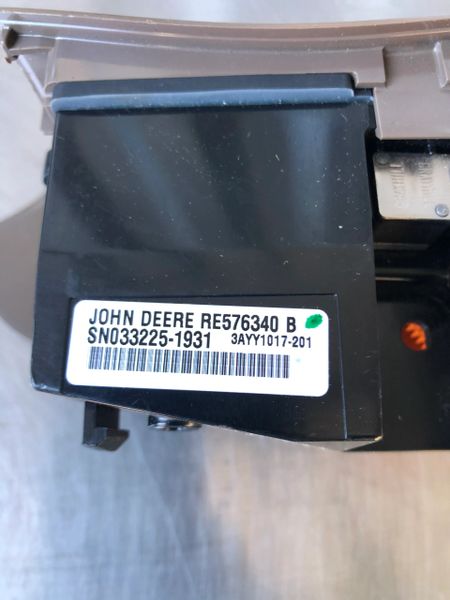 JOHN DEERE RE576340 B
SN033225-1931 3AYY1017-201